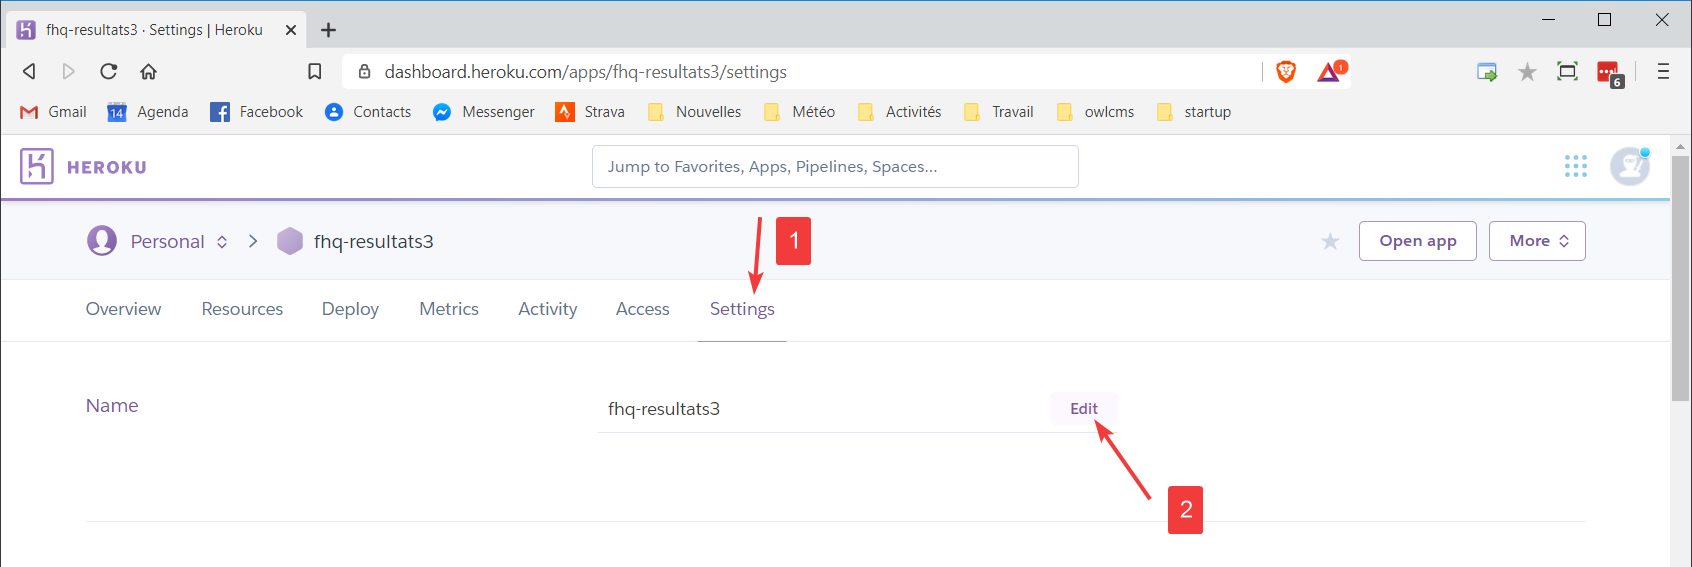 fhq-resultats3 · Settings | Heroku
dashboard.heroku.com/apps/fhq-resultats3/settings
1
6
Gmail
14
Agenda
Facebook
Contacts
Messenger
Strava
Nouvelles
Météo
Activités
Travail
owlcms
startup
HEROKU
Jump to Favorites, Apps, Pipelines, Spaces...
Personal
fhq-resultats3
1
Open app
More
Overview
Resources
Deploy
Metrics
Activity
Access
Settings
Name
fhq-resultats3
Edit
2